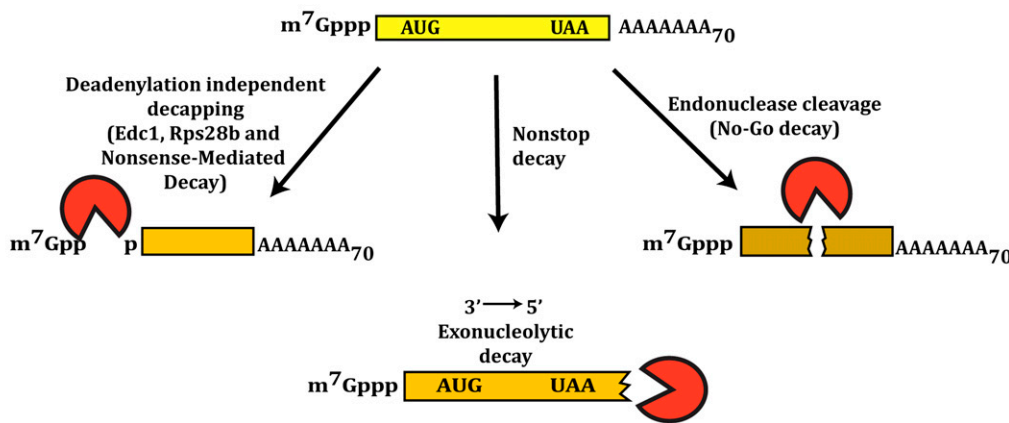 m⁷Gppp AUG UAA AAAAAAA₇₀
Deadenylation independent
decapping
(Edc1, Rps28b and
Nonsense-Mediated
Decay)
Nonstop
decay
Endonuclease cleavage
(No-Go decay)
m⁷Gpp p AAAAAAA₇₀
m⁷Gppp AAAAAAA₇₀
3’ → 5’
Exonucleolytic
decay
m⁷Gppp AUG UAA